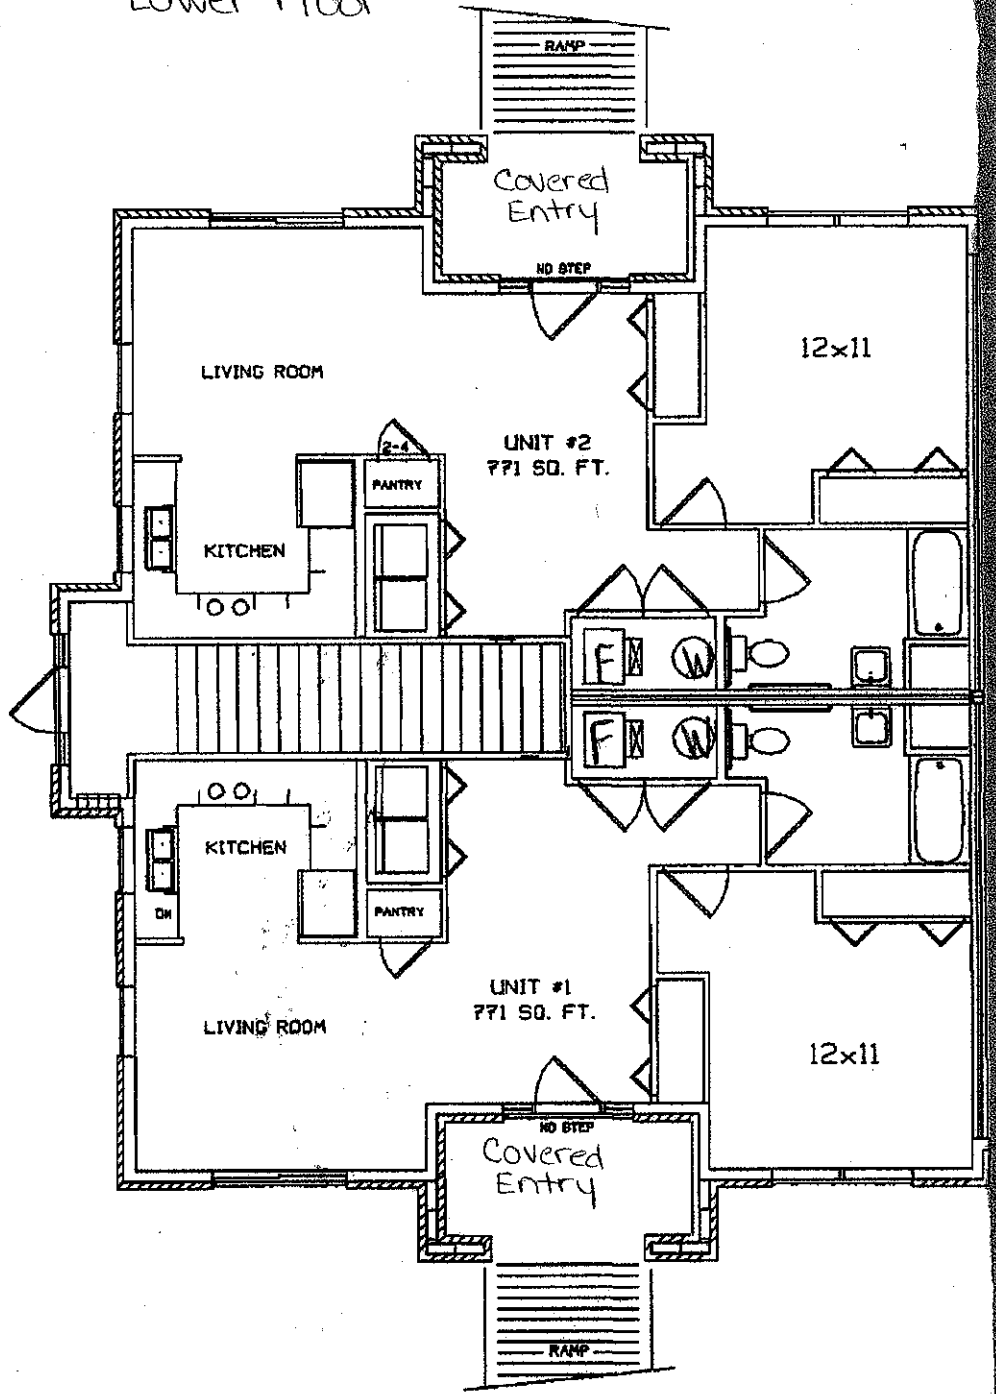 Lower Floor
RAMP
Covered
Entry
NO STEP
12x11
LIVING ROOM
2-4
UNIT #2
771 SQ. FT.
PANTRY
KITCHEN
F
W
F
W
KITCHEN
DW
PANTRY
UNIT #1
771 SQ. FT.
LIVING ROOM
12x11
NO STEP
Covered
Entry
RAMP